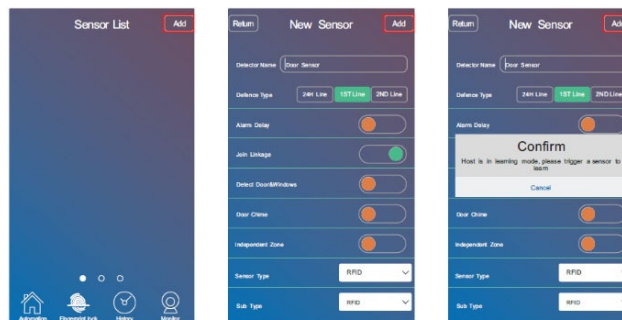 Sensor List
Add
Automation
Fingerprint lock
History
Monitor
Return
New Sensor
Add
Detector Name
Door Sensor
Defence Type
24H Line
1ST Line
2ND Line
Alarm Delay
Join Linkage
Detect Door&Windows
Door Chime
Independent Zone
Sensor Type
RFID
Sub Type
RFID
Return
New Sensor
Add
Detector Name
Door Sensor
Defence Type
24H Line
1ST Line
2ND Line
Alarm Delay
Confirm
Host is in learning mode, please trigger a sensor to
learn
Cancel
Door Chime
Independent Zone
Sensor Type
RFID
Sub Type
RFID